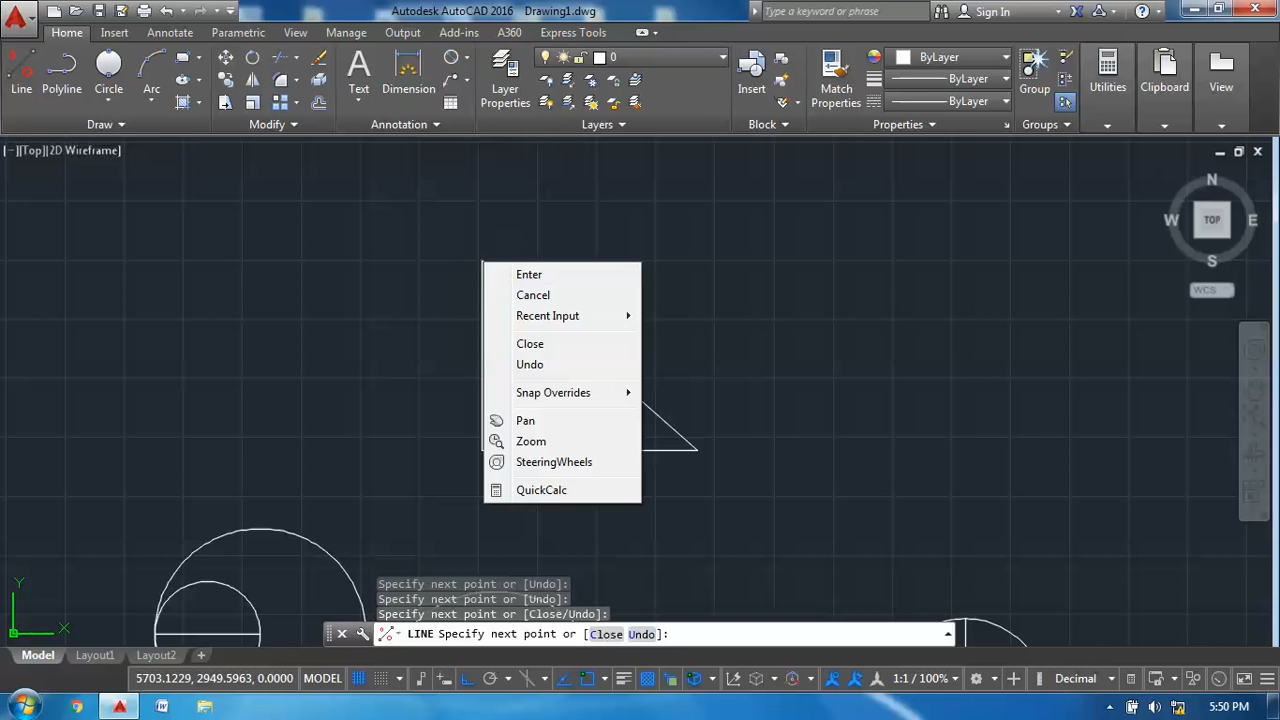 Autodesk AutoCAD 2016 Drawing1.dwg
Type a keyword or phrase
Sign In
Home Insert Annotate Parametric View Manage Output Add-ins A360 Express Tools
Line Polyline Circle Arc
Text Dimension
Layer Properties
0
Insert
Match Properties
ByLayer
ByLayer
ByLayer
Group
Utilities
Clipboard
View
Draw
Modify
Annotation
Layers
Block
Properties
Groups
[−][Top][2D Wireframe]
N
W TOP E
S
WCS
Enter
Cancel
Recent Input
Close
Undo
Snap Overrides
Pan
Zoom
SteeringWheels
QuickCalc
Specify next point or [Undo]:
Specify next point or [Undo]:
Specify next point or [Close/Undo]:
LINE Specify next point or [Close Undo]:
Y
X
Model Layout1 Layout2 +
5703.1229, 2949.5963, 0.0000 MODEL
1:1 / 100%
Decimal
5:50 PM